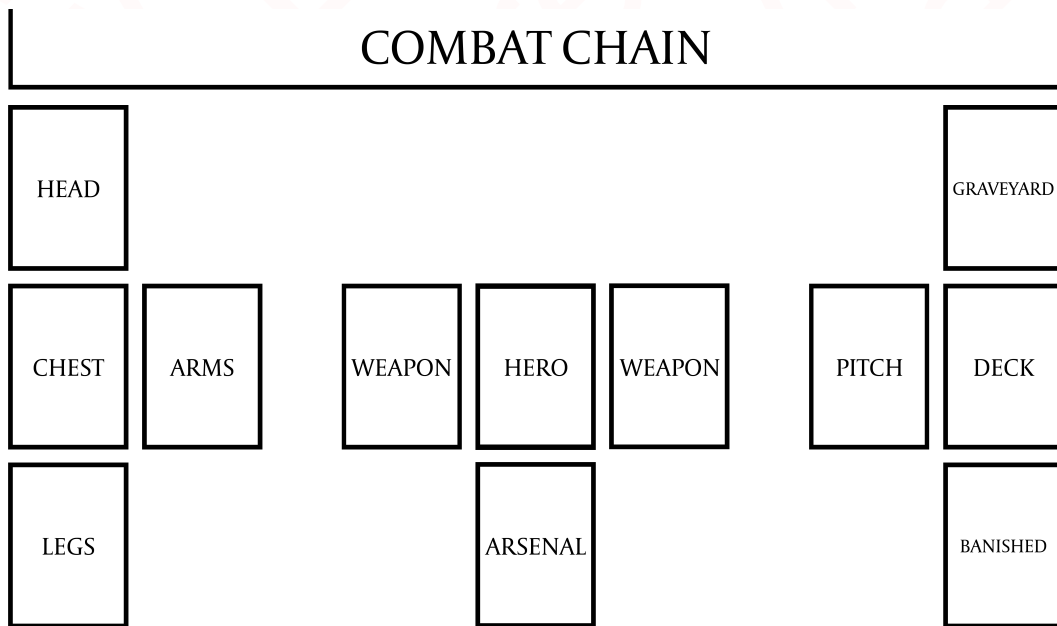 COMBAT CHAIN
HEAD
GRAVEYARD
CHEST
ARMS
WEAPON
HERO
WEAPON
PITCH
DECK
LEGS
ARSENAL
BANISHED